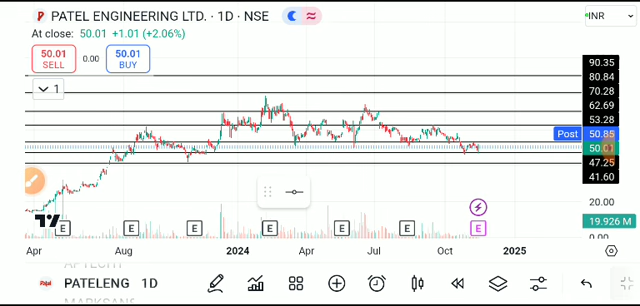 PATEL ENGINEERING LTD. · 1D · NSE
INR
At close: 50.01 +1.01 (+2.06%)
50.01 SELL
0.00
50.01 BUY
1
90.35
80.84
70.28
62.69
53.28
Post 50.85
50.01
47.25
41.60
20.00
19.926 M
0.00
E E E E E E E
Apr Aug 2024 Apr Jul Oct 2025
APTECHT
PATELENG 1D
MARKSANS